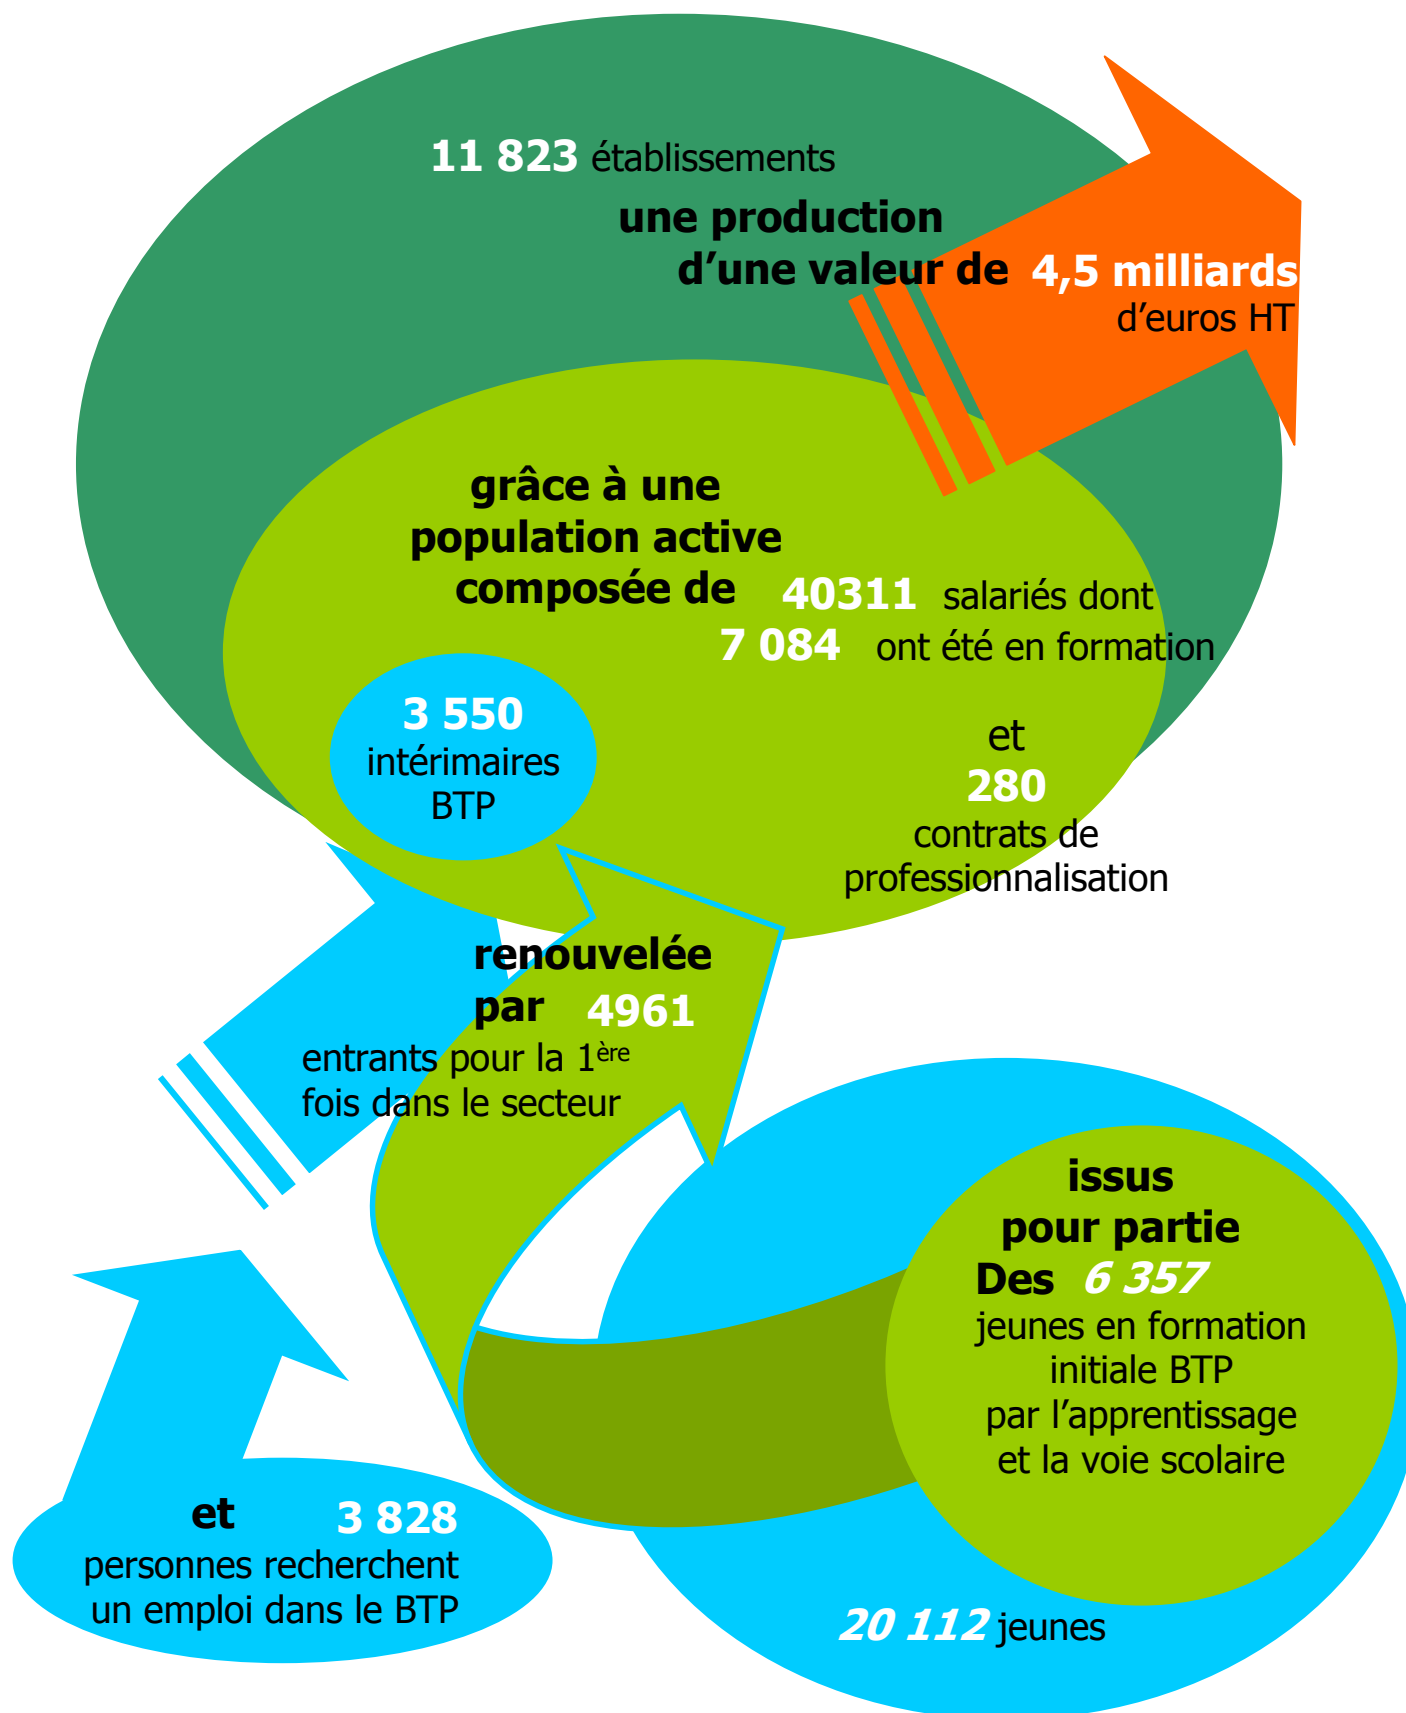 11 823 établissements
une production
d’une valeur de 4,5 milliards
d’euros HT
grâce à une
population active
composée de 40311 salariés dont
7 084 ont été en formation
3 550
intérimaires
BTP
et
280
contrats de
professionnalisation
renouvelée
par 4961
entrants pour la 1ère
fois dans le secteur
issus
pour partie
Des 6 357
jeunes en formation
initiale BTP
par l’apprentissage
et la voie scolaire
et 3 828
personnes recherchent
un emploi dans le BTP
20 112 jeunes